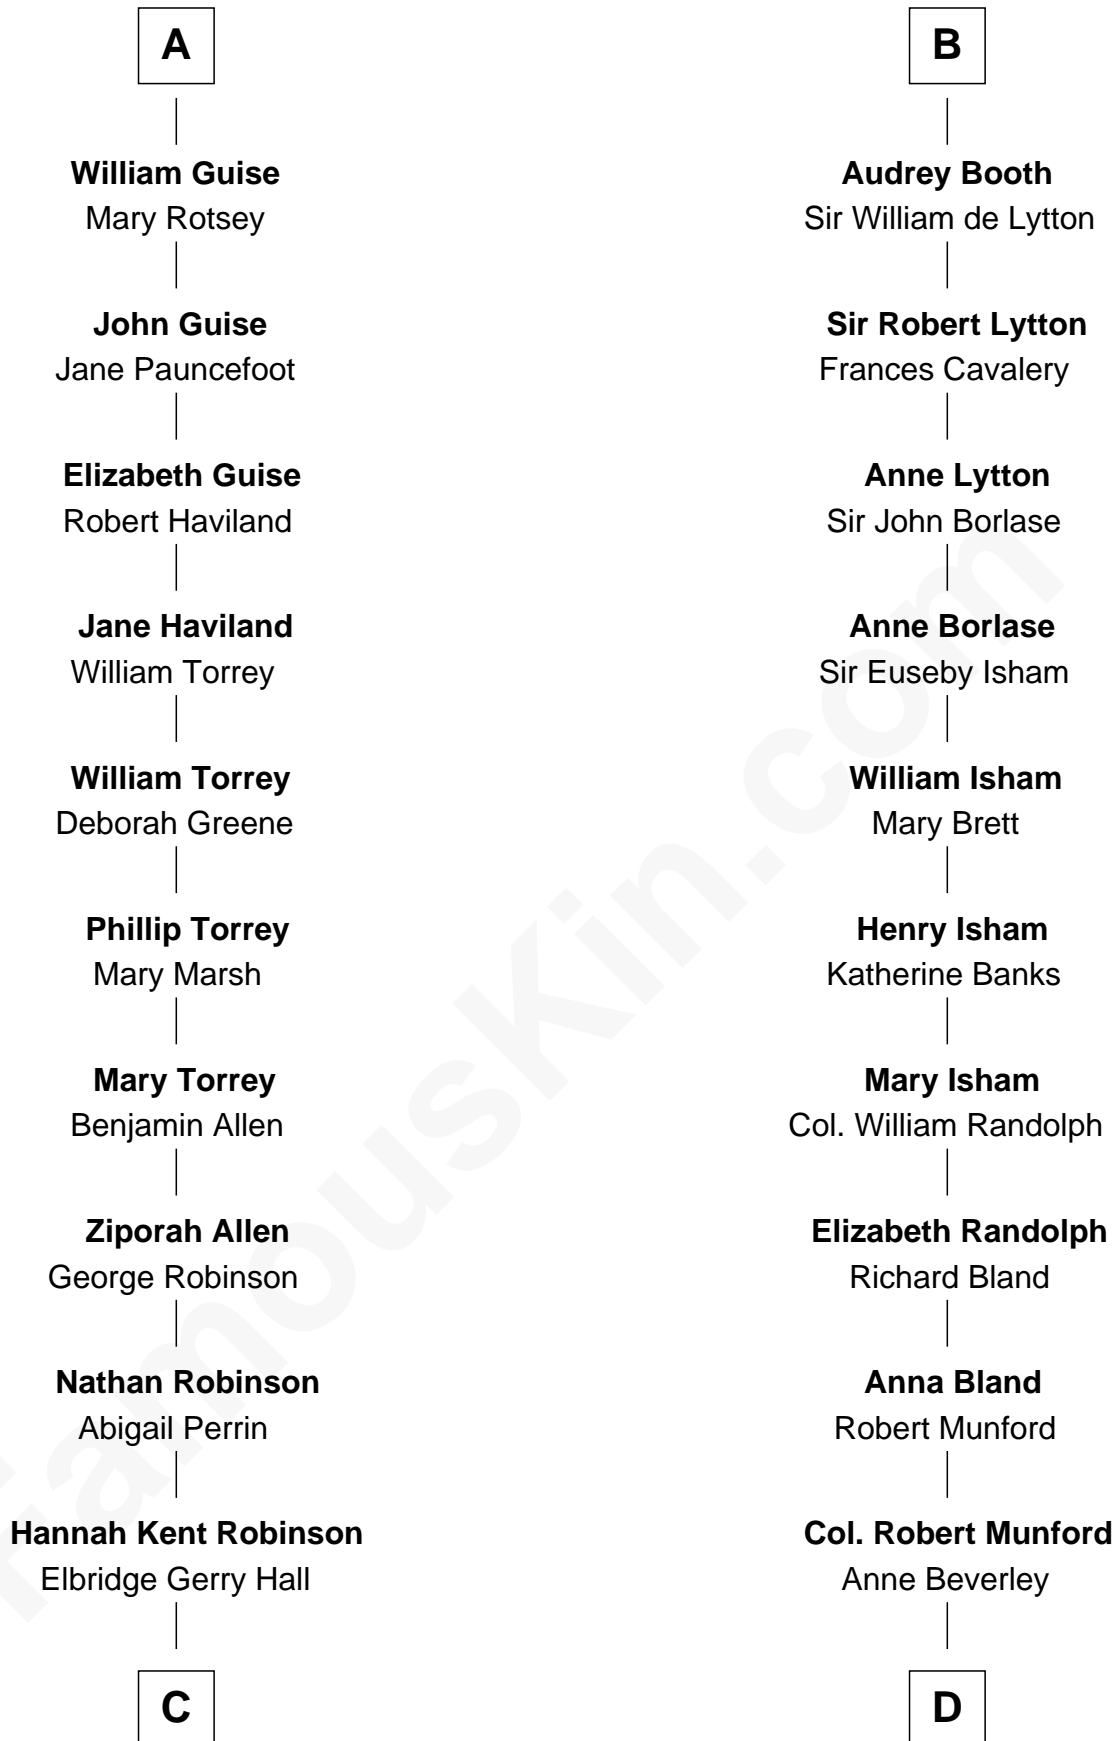 A
William Guise
Mary Rotsey
John Guise
Jane Pauncefoot
Elizabeth Guise
Robert Haviland
Jane Haviland
William Torrey
William Torrey
Deborah Greene
Phillip Torrey
Mary Marsh
Mary Torrey
Benjamin Allen
Ziporah Allen
George Robinson
Nathan Robinson
Abigail Perrin
Hannah Kent Robinson
Elbridge Gerry Hall
C
B
Audrey Booth
Sir William de Lytton
Sir Robert Lytton
Frances Cavalery
Anne Lytton
Sir John Borlase
Anne Borlase
Sir Euseby Isham
William Isham
Mary Brett
Henry Isham
Katherine Banks
Mary Isham
Col. William Randolph
Elizabeth Randolph
Richard Bland
Anna Bland
Robert Munford
Col. Robert Munford
Anne Beverley
D
FamousKin.com